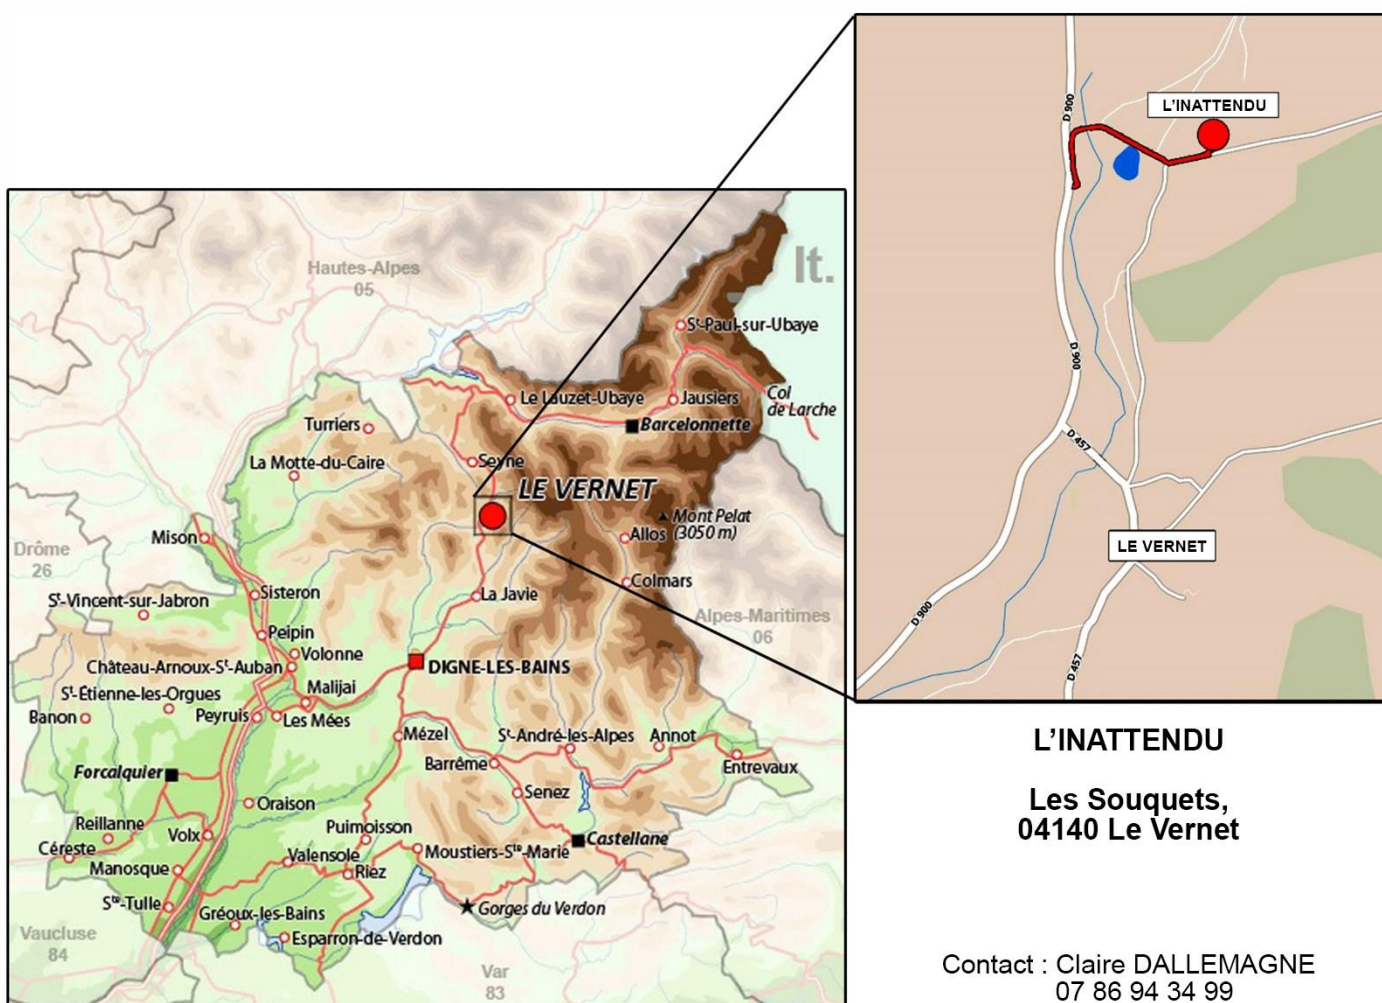 Hautes-Alpes
05
It.
Sᵗ-Paul-sur-Ubaye
Le Lauzet-Ubaye
Jausiers
Col
de Larche
Turriers
Barcelonnette
La Motte-du-Caire
Seyne
LE VERNET
Mont Pelat
(3050 m)
Mison
Allos
Drôme
26
Colmars
Sisteron
La Javie
Sᵗ-Vincent-sur-Jabron
Alpes-Maritimes
06
Peipin
Volonne
Château-Arnoux-Sᵗ-Auban
DIGNE-LES-BAINS
Malijai
Sᵗ-Étienne-les-Orgues
Banon
Peyruis
Les Mées
Mézel
Sᵗ-André-les-Alpes
Annot
Barrême
Entrevaux
Forcalquier
Senez
Oraison
Reillanne
Volx
Puimoisson
Castellane
Céreste
Valensole
Moustiers-Sᵗᵉ-Marie
Manosque
Riez
Sᵗᵉ-Tulle
Gréoux-les-Bains
Gorges du Verdon
Vaucluse
84
Esparron-de-Verdon
Var
83
D 900
L'INATTENDU
D 900
D 457
LE VERNET
D 900
D 457
L'INATTENDU
Les Souquets,
04140 Le Vernet
Contact : Claire DALLEMAGNE
07 86 94 34 99